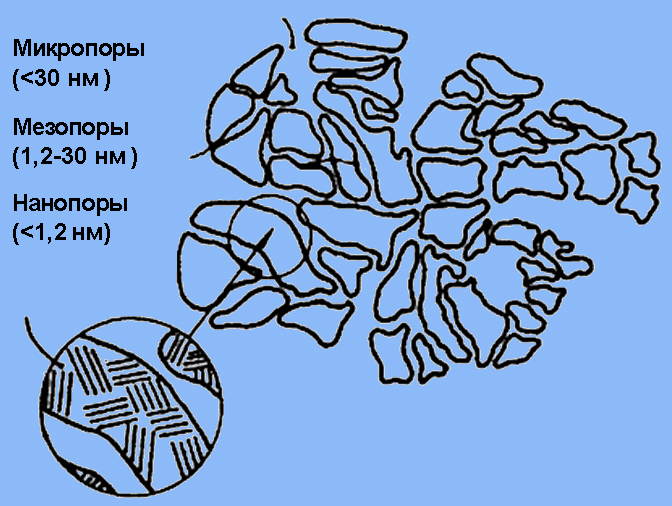 Микропоры
(<30 нм )
Мезопоры
(1,2-30 нм )
Нанопоры
(<1,2 нм)